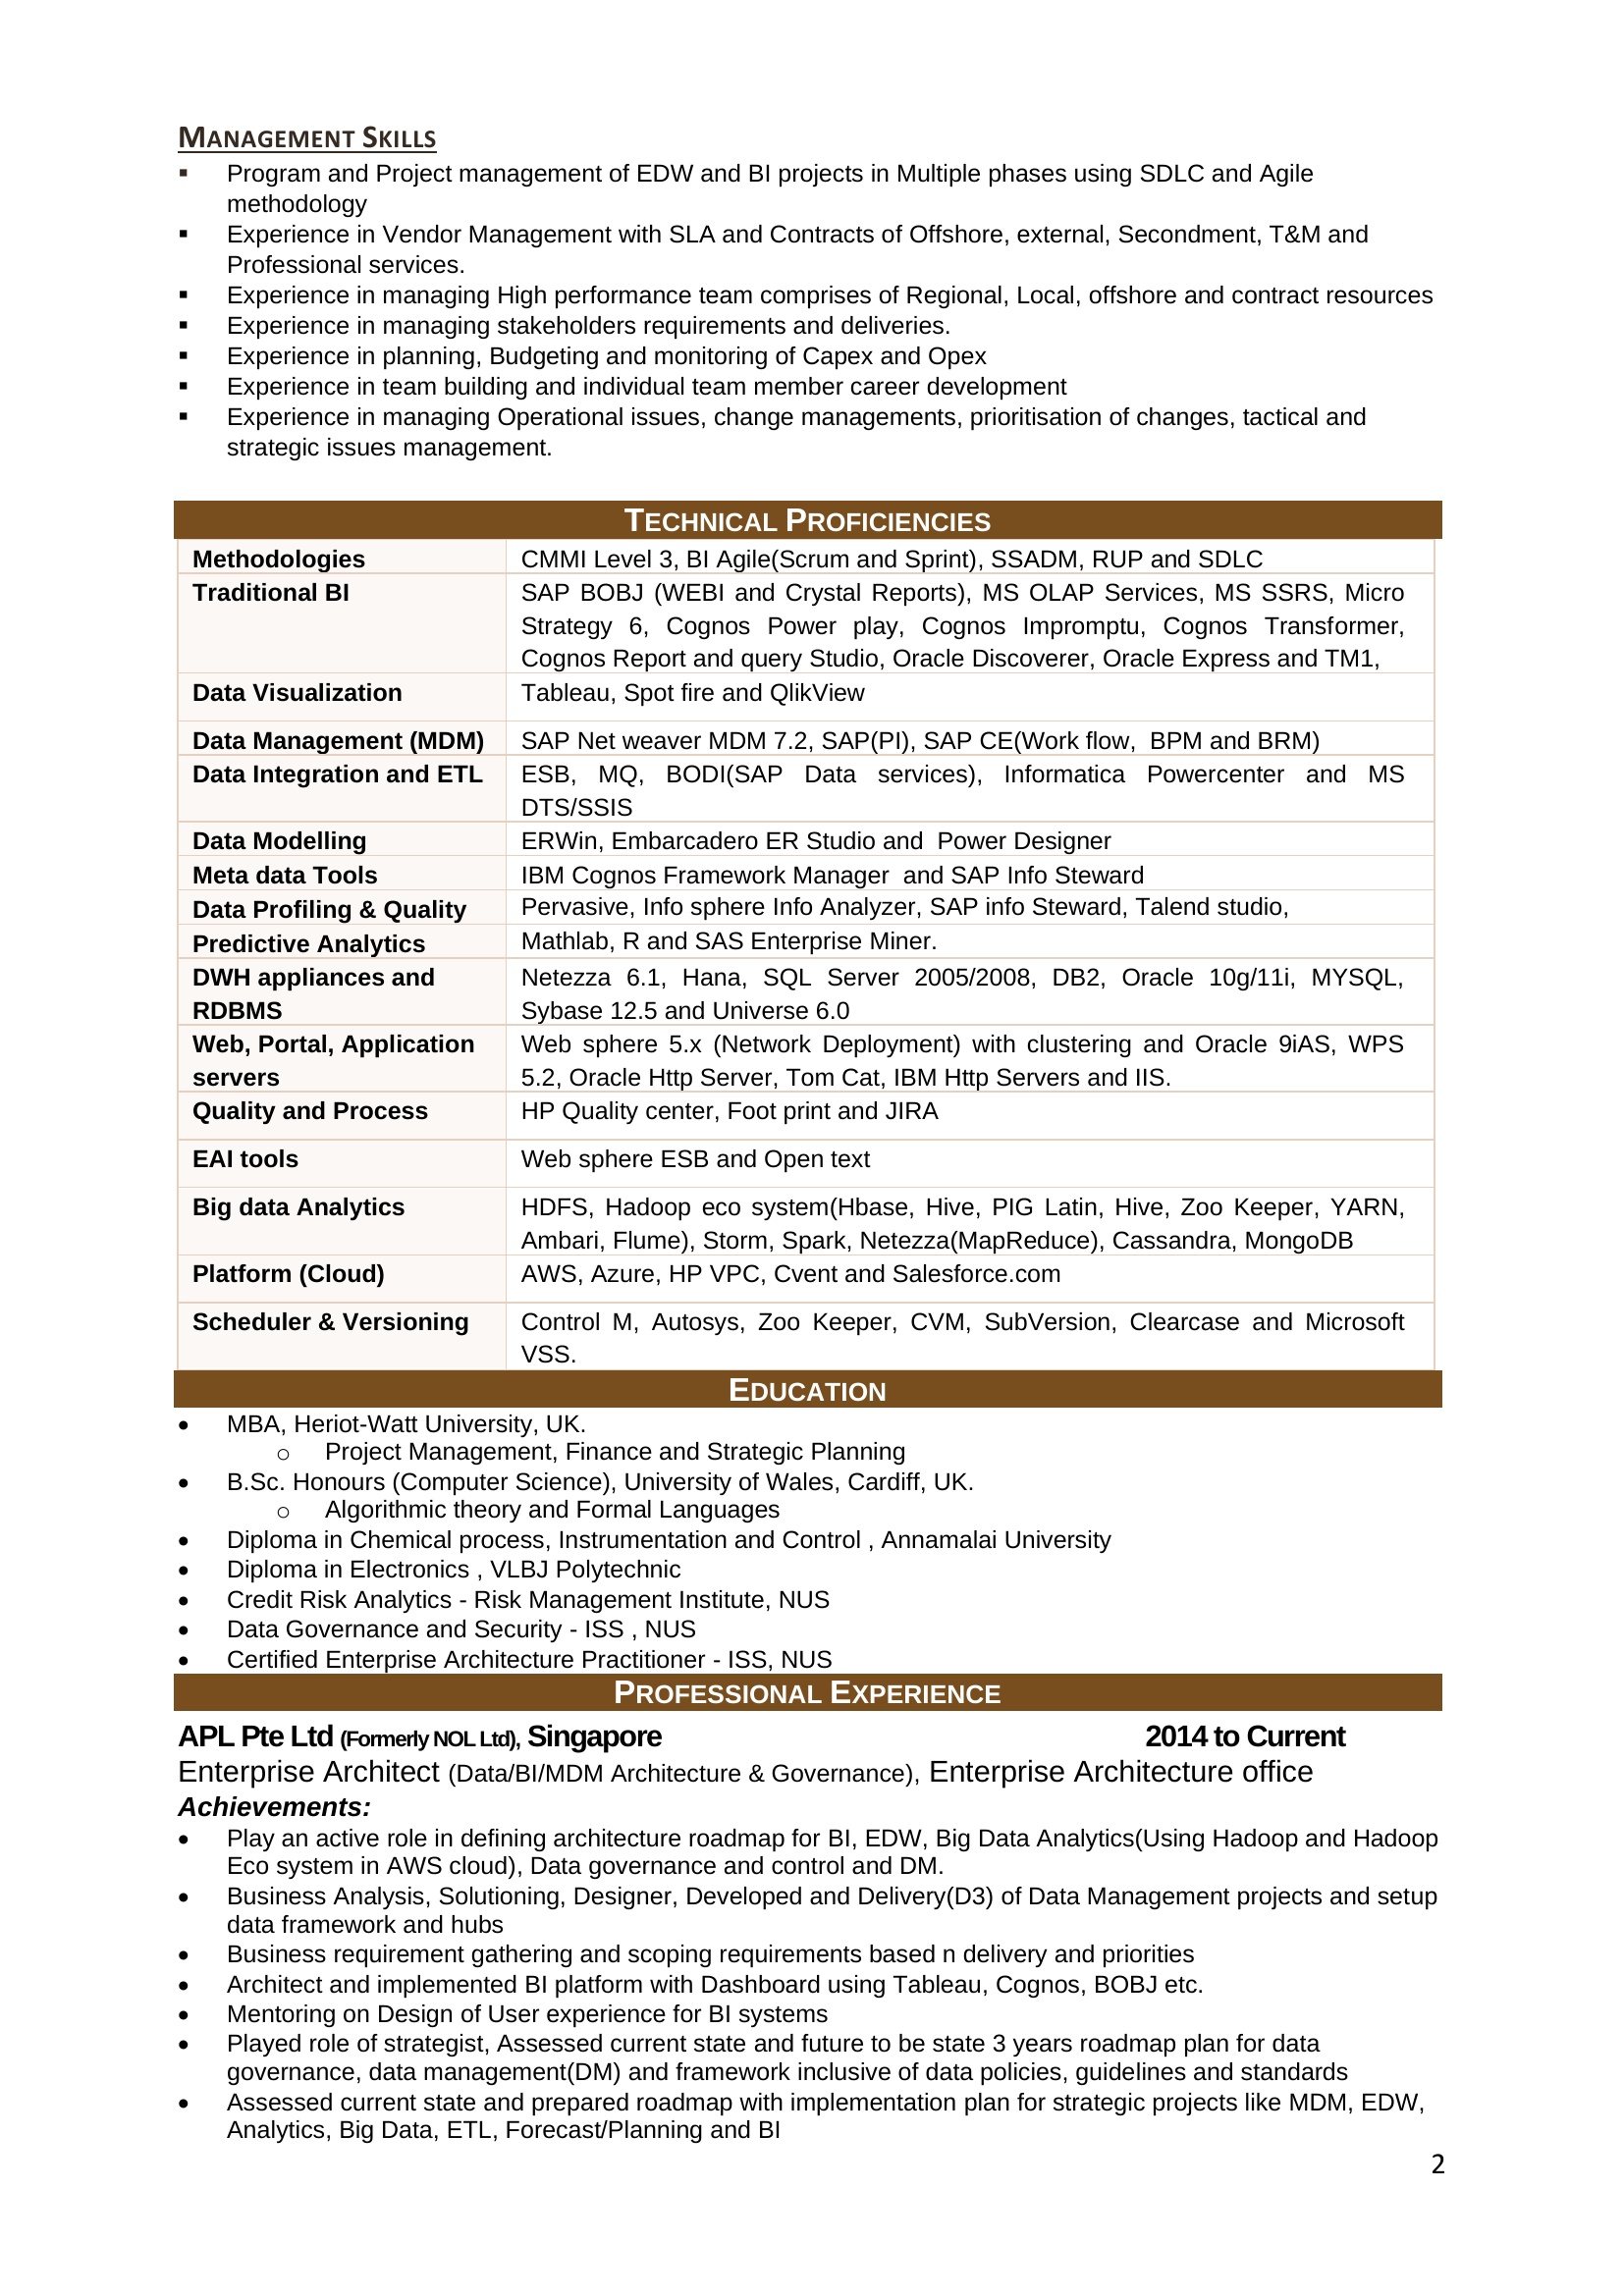 MANAGEMENT SKILLS
▪ Program and Project management of EDW and BI projects in Multiple phases using SDLC and Agile
methodology
▪ Experience in Vendor Management with SLA and Contracts of Offshore, external, Secondment, T&M and
Professional services.
▪ Experience in managing High performance team comprises of Regional, Local, offshore and contract resources
▪ Experience in managing stakeholders requirements and deliveries.
▪ Experience in planning, Budgeting and monitoring of Capex and Opex
▪ Experience in team building and individual team member career development
▪ Experience in managing Operational issues, change managements, prioritisation of changes, tactical and
strategic issues management.
TECHNICAL PROFICIENCIES
Methodologies CMMI Level 3, BI Agile(Scrum and Sprint), SSADM, RUP and SDLC
Traditional BI SAP BOBJ (WEBI and Crystal Reports), MS OLAP Services, MS SSRS, Micro
Strategy 6, Cognos Power play, Cognos Impromptu, Cognos Transformer,
Cognos Report and query Studio, Oracle Discoverer, Oracle Express and TM1,
Data Visualization Tableau, Spot fire and QlikView
Data Management (MDM) SAP Net weaver MDM 7.2, SAP(PI), SAP CE(Work flow, BPM and BRM)
Data Integration and ETL ESB, MQ, BODI(SAP Data services), Informatica Powercenter and MS
DTS/SSIS
Data Modelling ERWin, Embarcadero ER Studio and Power Designer
Meta data Tools IBM Cognos Framework Manager and SAP Info Steward
Data Profiling & Quality Pervasive, Info sphere Info Analyzer, SAP info Steward, Talend studio,
Predictive Analytics Mathlab, R and SAS Enterprise Miner.
DWH appliances and Netezza 6.1, Hana, SQL Server 2005/2008, DB2, Oracle 10g/11i, MYSQL,
RDBMS Sybase 12.5 and Universe 6.0
Web, Portal, Application Web sphere 5.x (Network Deployment) with clustering and Oracle 9iAS, WPS
servers 5.2, Oracle Http Server, Tom Cat, IBM Http Servers and IIS.
Quality and Process HP Quality center, Foot print and JIRA
EAI tools Web sphere ESB and Open text
Big data Analytics HDFS, Hadoop eco system(Hbase, Hive, PIG Latin, Hive, Zoo Keeper, YARN,
Ambari, Flume), Storm, Spark, Netezza(MapReduce), Cassandra, MongoDB
Platform (Cloud) AWS, Azure, HP VPC, Cvent and Salesforce.com
Scheduler & Versioning Control M, Autosys, Zoo Keeper, CVM, SubVersion, Clearcase and Microsoft
VSS.
EDUCATION
• MBA, Heriot-Watt University, UK.
o Project Management, Finance and Strategic Planning
• B.Sc. Honours (Computer Science), University of Wales, Cardiff, UK.
o Algorithmic theory and Formal Languages
• Diploma in Chemical process, Instrumentation and Control , Annamalai University
• Diploma in Electronics , VLBJ Polytechnic
• Credit Risk Analytics - Risk Management Institute, NUS
• Data Governance and Security - ISS , NUS
• Certified Enterprise Architecture Practitioner - ISS, NUS
PROFESSIONAL EXPERIENCE
APL Pte Ltd (Formerly NOL Ltd), Singapore 2014 to Current
Enterprise Architect (Data/BI/MDM Architecture & Governance), Enterprise Architecture office
Achievements:
• Play an active role in defining architecture roadmap for BI, EDW, Big Data Analytics(Using Hadoop and Hadoop
Eco system in AWS cloud), Data governance and control and DM.
• Business Analysis, Solutioning, Designer, Developed and Delivery(D3) of Data Management projects and setup
data framework and hubs
• Business requirement gathering and scoping requirements based n delivery and priorities
• Architect and implemented BI platform with Dashboard using Tableau, Cognos, BOBJ etc.
• Mentoring on Design of User experience for BI systems
• Played role of strategist, Assessed current state and future to be state 3 years roadmap plan for data
governance, data management(DM) and framework inclusive of data policies, guidelines and standards
• Assessed current state and prepared roadmap with implementation plan for strategic projects like MDM, EDW,
Analytics, Big Data, ETL, Forecast/Planning and BI
2